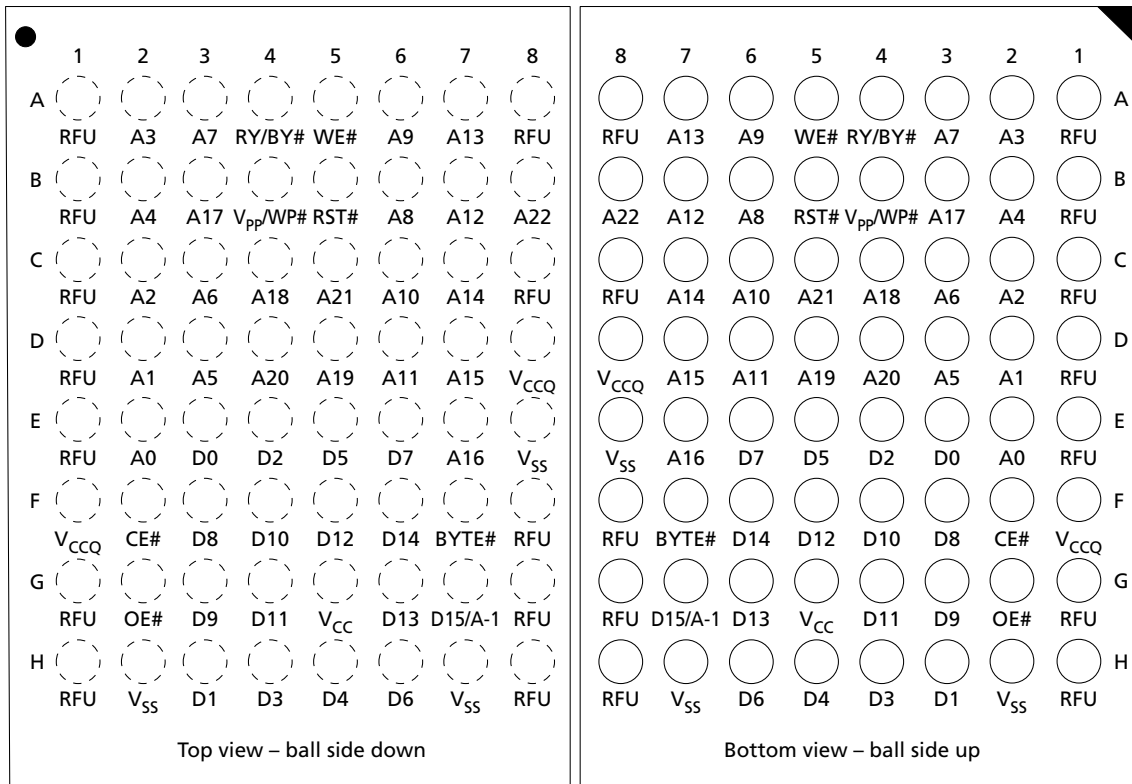 1 2 3 4 5 6 7 8
A
RFU A3 A7 RY/BY# WE# A9 A13 RFU
B
RFU A4 A17 VPP/WP# RST# A8 A12 A22
C
RFU A2 A6 A18 A21 A10 A14 RFU
D
RFU A1 A5 A20 A19 A11 A15 VCCQ
E
RFU A0 D0 D2 D5 D7 A16 VSS
F
VCCQ CE# D8 D10 D12 D14 BYTE# RFU
G
RFU OE# D9 D11 VCC D13 D15/A-1 RFU
H
RFU VSS D1 D3 D4 D6 VSS RFU
Top view – ball side down
8 7 6 5 4 3 2 1
A
RFU A13 A9 WE# RY/BY# A7 A3 RFU
B
A22 A12 A8 RST# VPP/WP# A17 A4 RFU
C
RFU A14 A10 A21 A18 A6 A2 RFU
D
VCCQ A15 A11 A19 A20 A5 A1 RFU
E
VSS A16 D7 D5 D2 D0 A0 RFU
F
RFU BYTE# D14 D12 D10 D8 CE# VCCQ
G
RFU D15/A-1 D13 VCC D11 D9 OE# RFU
H
RFU VSS D6 D4 D3 D1 VSS RFU
Bottom view – ball side up